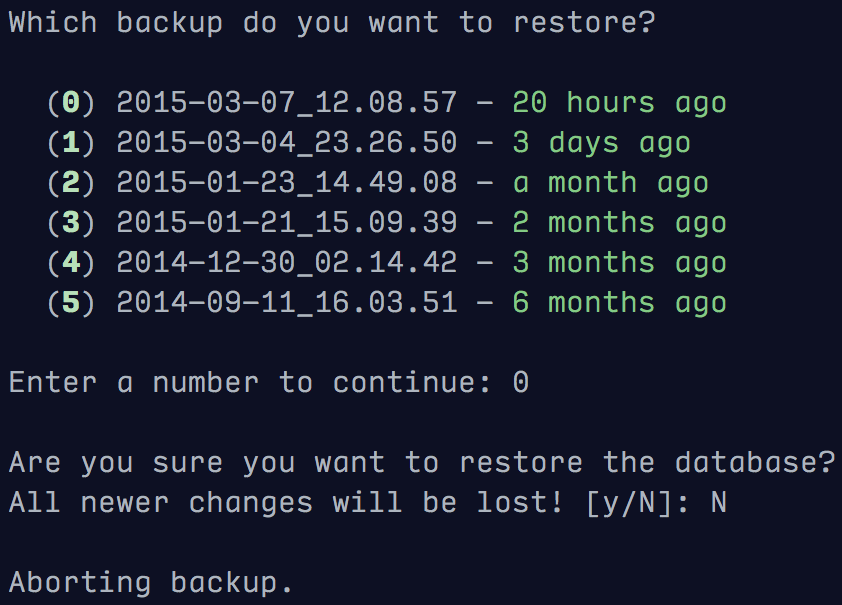 Which backup do you want to restore?
(0) 2015-03-07_12.08.57 - 20 hours ago
(1) 2015-03-04_23.26.50 - 3 days ago
(2) 2015-01-23_14.49.08 - a month ago
(3) 2015-01-21_15.09.39 - 2 months ago
(4) 2014-12-30_02.14.42 - 3 months ago
(5) 2014-09-11_16.03.51 - 6 months ago
Enter a number to continue: 0
Are you sure you want to restore the database?
All newer changes will be lost! [y/N]: N
Aborting backup.